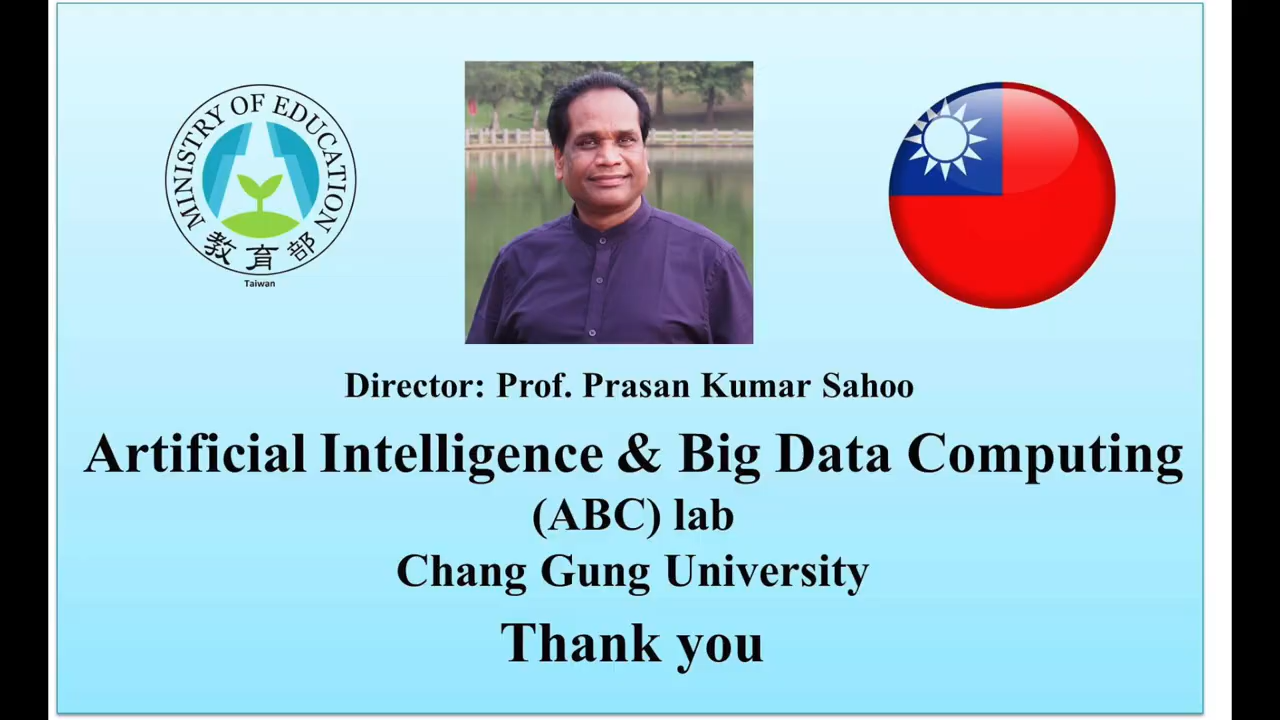 MINISTRY OF EDUCATION
教育部
Taiwan
Director: Prof. Prasan Kumar Sahoo
Artificial Intelligence & Big Data Computing
(ABC) lab
Chang Gung University
Thank you